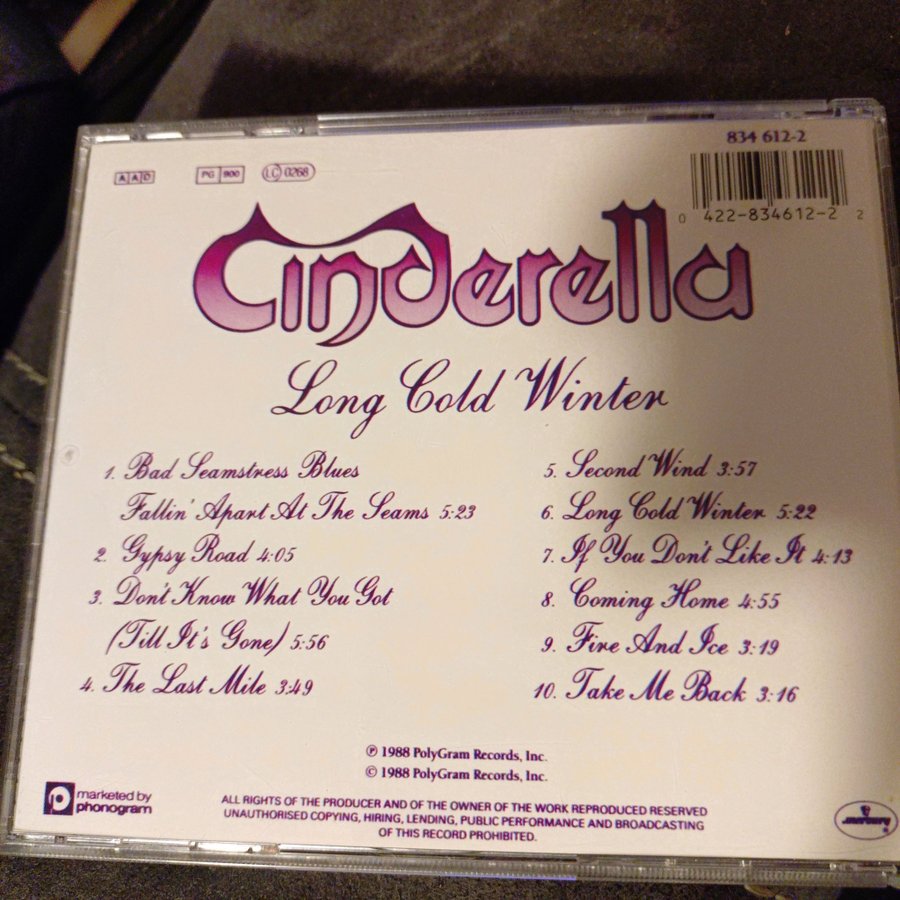 834 612-2
AAD
PG 900
LC 0268
0 422-834612-2 2
Cinderella
Long Cold Winter
1. Bad Seamstress Blues
Fallin' Apart At The Seams 5:23
2. Gypsy Road 4:05
3. Don't Know What You Got
(Till It's Gone) 5:56
4. The Last Mile 3:49
5. Second Wind 3:57
6. Long Cold Winter 5:22
7. If You Don't Like It 4:13
8. Coming Home 4:55
9. Fire And Ice 3:19
10. Take Me Back 3:16
℗ 1988 PolyGram Records, Inc.
© 1988 PolyGram Records, Inc.
p marketed by
phonogram
ALL RIGHTS OF THE PRODUCER AND OF THE OWNER OF THE WORK REPRODUCED RESERVED
UNAUTHORISED COPYING, HIRING, LENDING, PUBLIC PERFORMANCE AND BROADCASTING
OF THIS RECORD PROHIBITED.
mercury